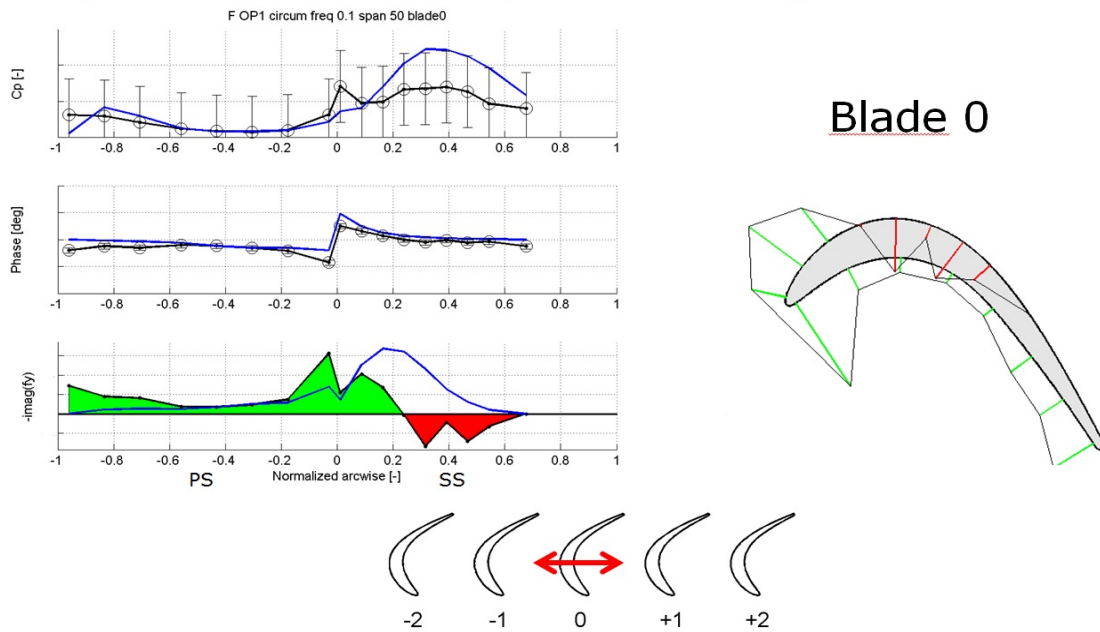 F OP1 circum freq 0.1 span 50 blade0
Cp [-]
-1 -0.8 -0.6 -0.4 -0.2 0 0.2 0.4 0.6 0.8 1
Blade 0
Phase [deg]
-1 -0.8 -0.6 -0.4 -0.2 0 0.2 0.4 0.6 0.8 1
-imag(fy)
-1 -0.8 -0.6 -0.4 -0.2 0 0.2 0.4 0.6 0.8 1
PS Normalized arcwise [-] SS
-2 -1 0 +1 +2